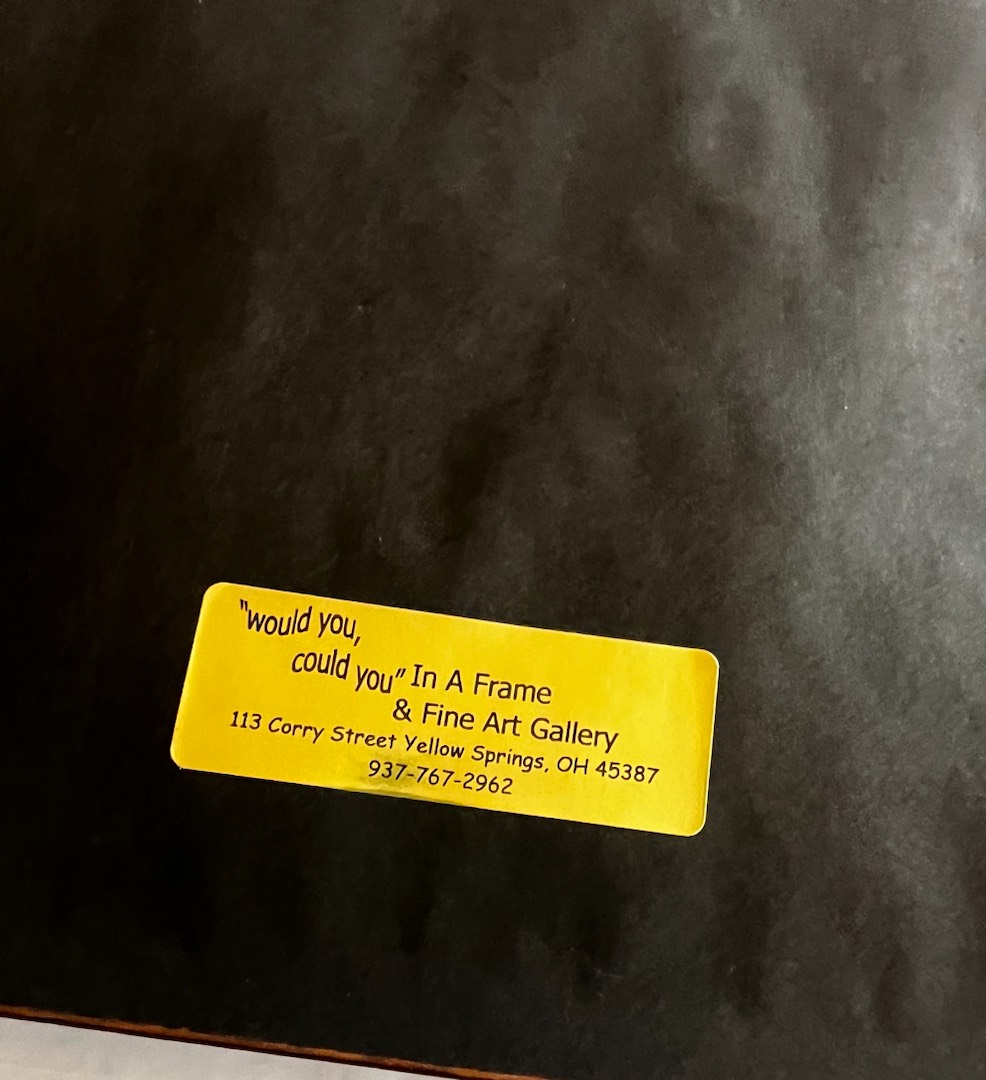 "would you,
could you" In A Frame
& Fine Art Gallery
113 Corry Street Yellow Springs, OH 45387
937-767-2962